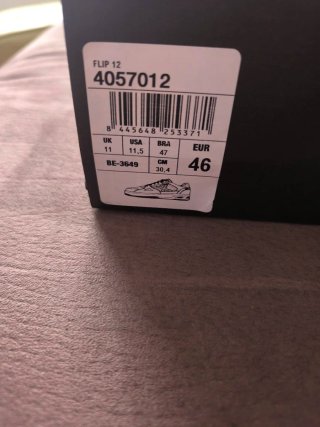 FLIP 12
4057012
8 445648 253371
UK USA BRA EUR
11 11,5 47 46
BE-3649 CM
30,4